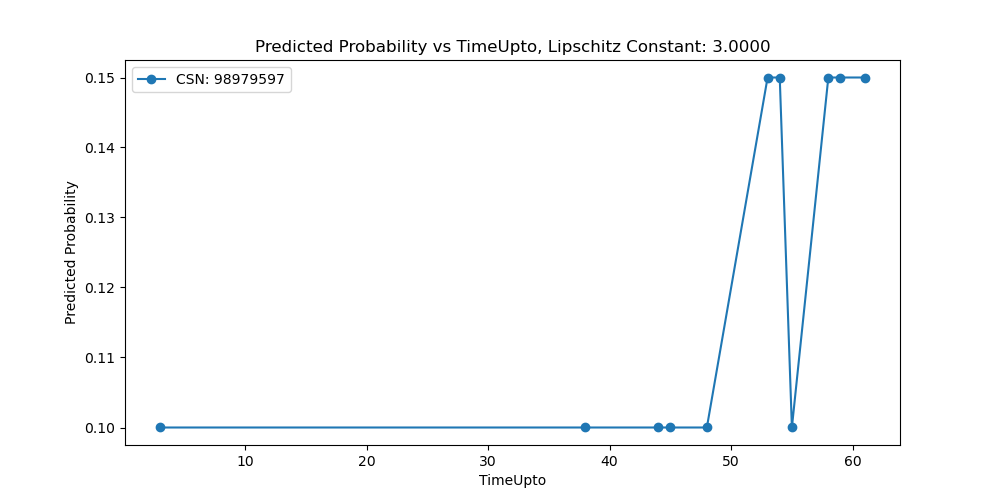 Predicted Probability vs TimeUpto, Lipschitz Constant: 3.0000
CSN: 98979597
0.15
0.14
0.13
0.12
0.11
0.10
Predicted Probability
10 20 30 40 50 60
TimeUpto